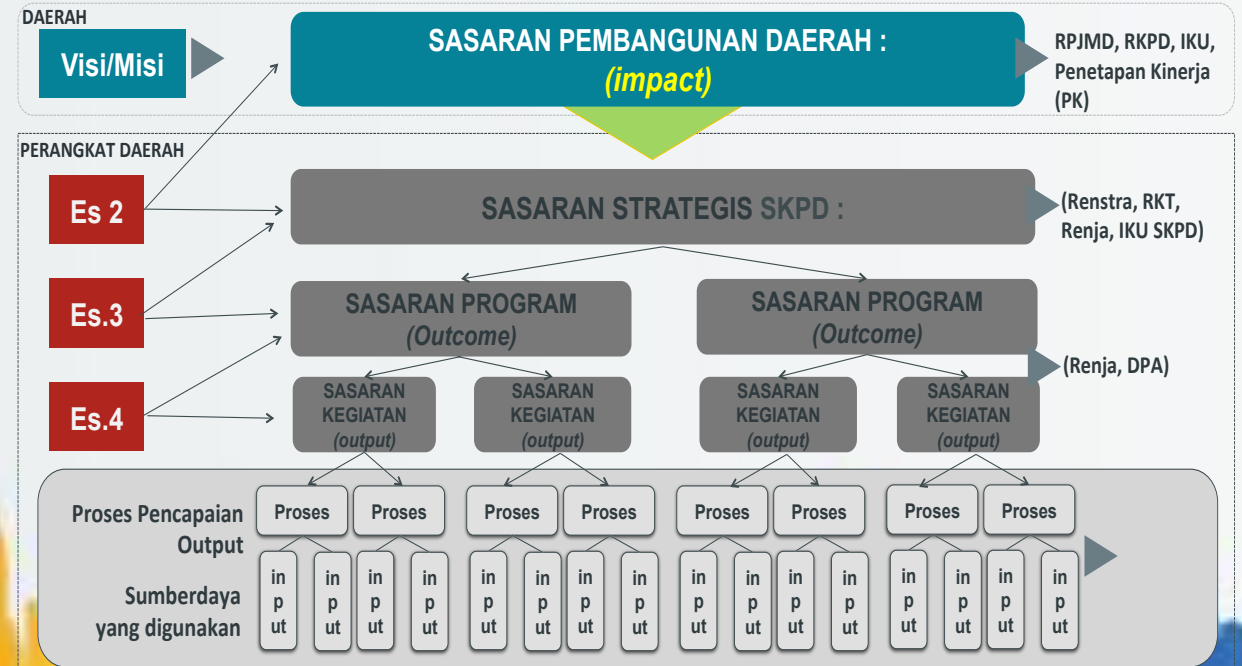 DAERAH
Visi/Misi
SASARAN PEMBANGUNAN DAERAH :
(impact)
RPJMD, RKPD, IKU,
Penetapan Kinerja
(PK)
PERANGKAT DAERAH
Es 2
SASARAN STRATEGIS SKPD :
(Renstra, RKT,
Renja, IKU SKPD)
Es.3
SASARAN PROGRAM
(Outcome)
SASARAN PROGRAM
(Outcome)
(Renja, DPA)
Es.4
SASARAN
KEGIATAN
(output)
SASARAN
KEGIATAN
(output)
SASARAN
KEGIATAN
(output)
SASARAN
KEGIATAN
(output)
Proses Pencapaian
Output
Proses
Proses
Proses
Proses
Proses
Proses
Proses
Proses
Sumberdaya
yang digunakan
in
p
ut
in
p
ut
in
p
ut
in
p
ut
in
p
ut
in
p
ut
in
p
ut
in
p
ut
in
p
ut
in
p
ut
in
p
ut
in
p
ut
in
p
ut
in
p
ut
in
p
ut
in
p
ut